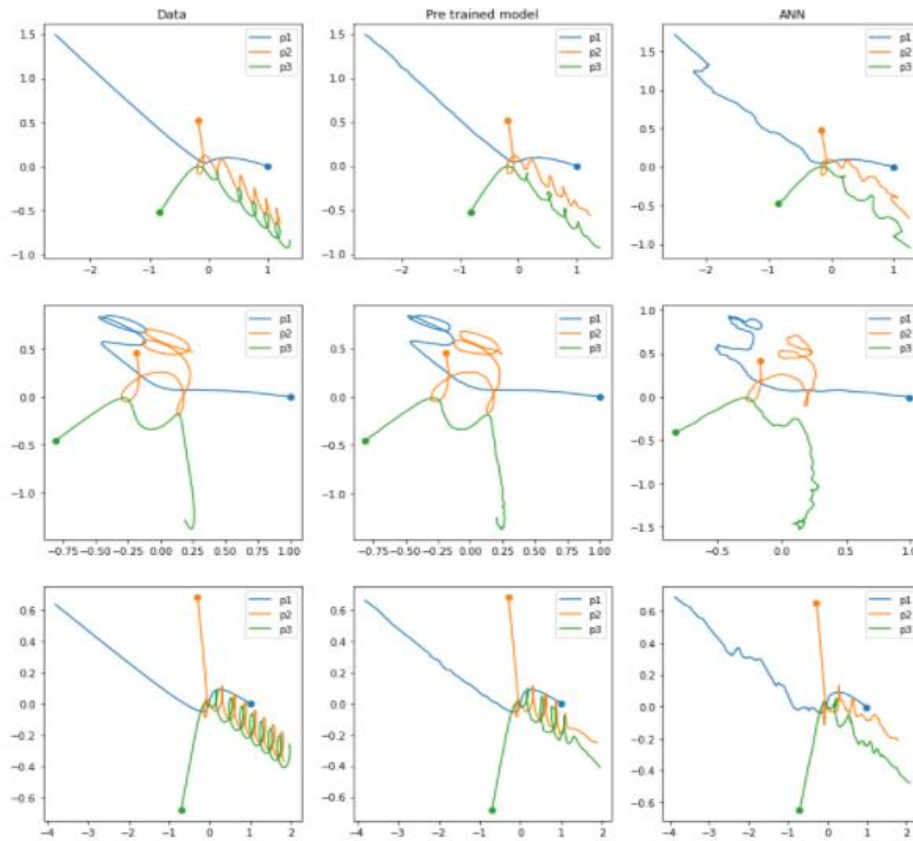 Data Pre trained model ANN
p1
p2
p3
1.5
1.0
0.5
0.0
−0.5
−1.0
−2 −1 0 1
p1
p2
p3
1.5
1.0
0.5
0.0
−0.5
−1.0
−2 −1 0 1
p1
p2
p3
1.5
1.0
0.5
0.0
−0.5
−1.0
−2 −1 0 1
p1
p2
p3
0.5
0.0
−0.5
−1.0
−0.75 −0.50 −0.25 0.00 0.25 0.50 0.75 1.00
p1
p2
p3
0.5
0.0
−0.5
−1.0
−0.75 −0.50 −0.25 0.00 0.25 0.50 0.75 1.00
p1
p2
p3
1.0
0.5
0.0
−0.5
−1.0
−1.5
−0.5 0.0 0.5 1.0
p1
p2
p3
0.6
0.4
0.2
0.0
−0.2
−0.4
−0.6
−4 −3 −2 −1 0 1 2
p1
p2
p3
0.6
0.4
0.2
0.0
−0.2
−0.4
−0.6
−4 −3 −2 −1 0 1 2
p1
p2
p3
0.6
0.4
0.2
0.0
−0.2
−0.4
−0.6
−4 −3 −2 −1 0 1 2